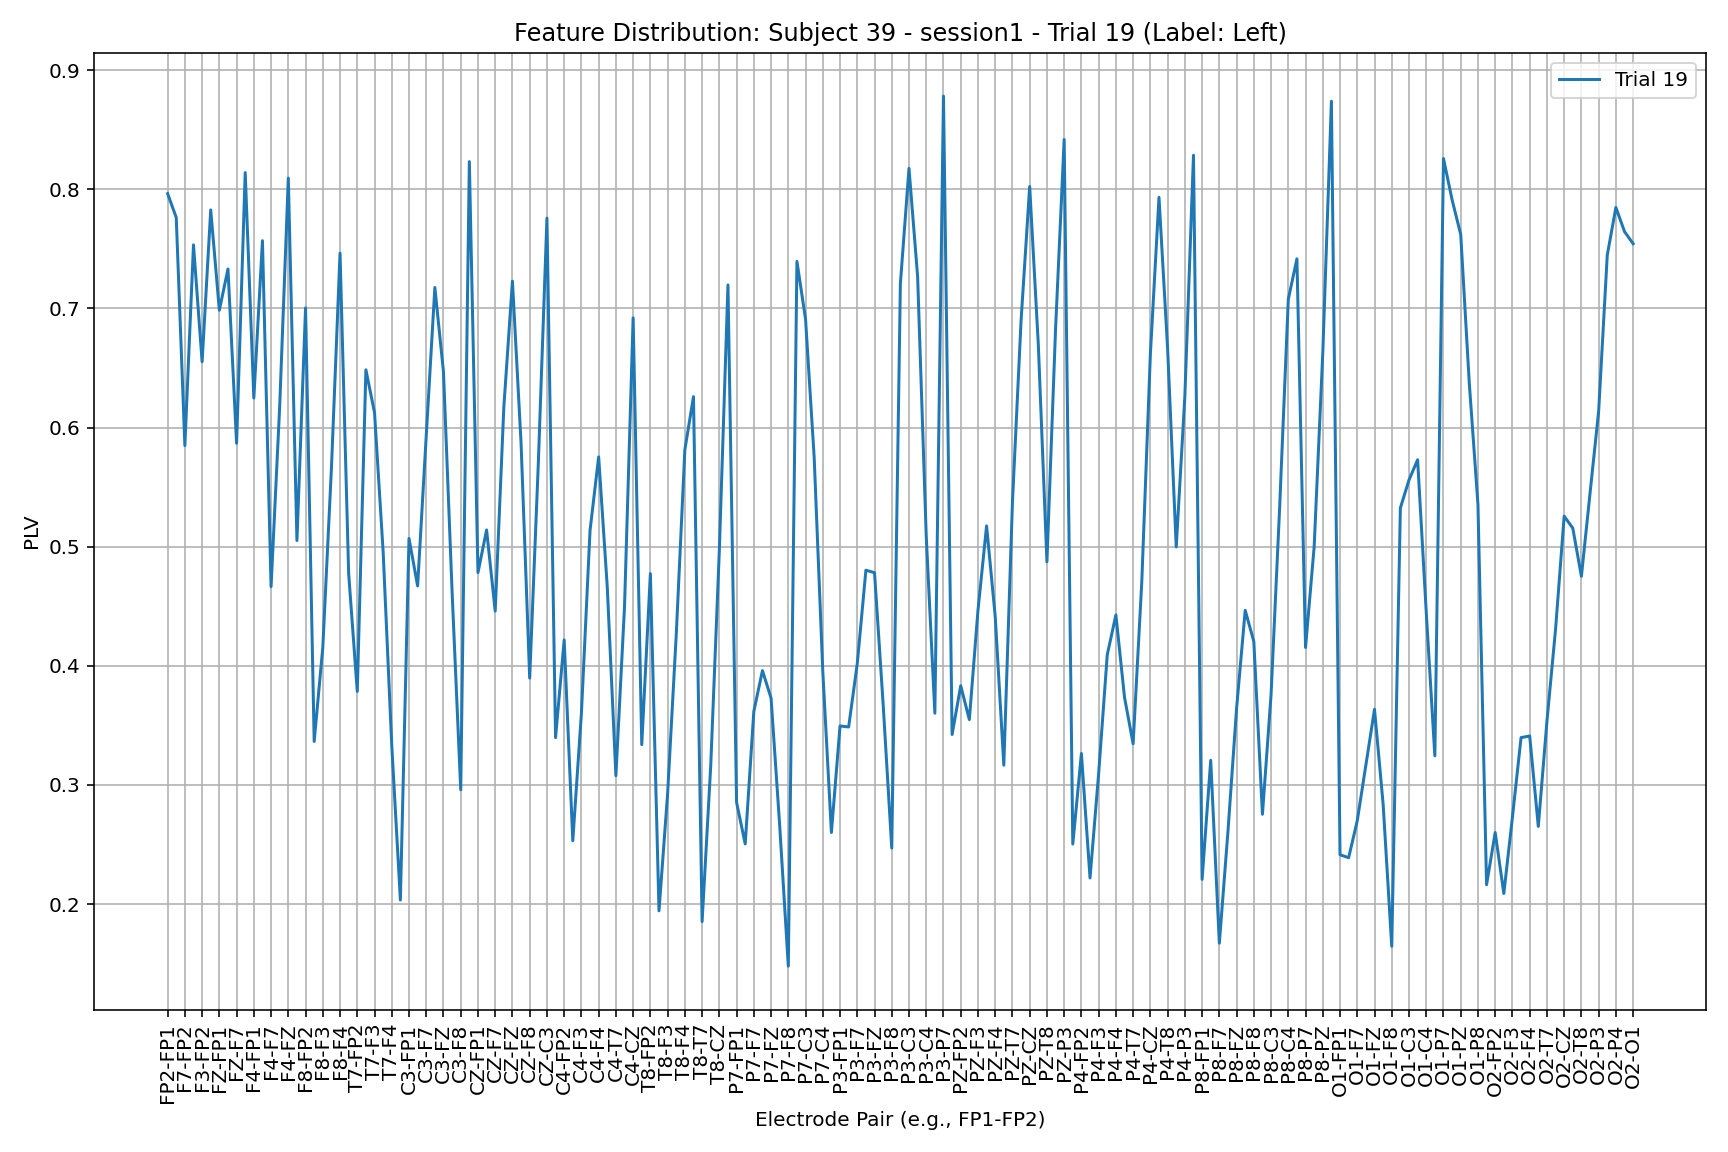 Feature Distribution: Subject 39 - session1 - Trial 19 (Label: Left)
Trial 19
0.9
0.8
0.7
0.6
0.5
0.4
0.3
0.2
PLV
FP2-FP1
F7-FP2
F3-FP2
FZ-FP1
FZ-F7
F4-FP1
F4-F7
F4-FZ
F8-FP2
F8-F3
F8-F4
T7-FP2
T7-F3
T7-F4
C3-FP1
C3-F7
C3-FZ
C3-F8
CZ-FP1
CZ-F7
CZ-FZ
CZ-F8
CZ-C3
C4-FP2
C4-F3
C4-F4
C4-T7
C4-CZ
T8-FP2
T8-F3
T8-F4
T8-T7
T8-CZ
P7-FP1
P7-F7
P7-FZ
P7-F8
P7-C3
P7-C4
P3-FP1
P3-F7
P3-FZ
P3-F8
P3-C3
P3-C4
P3-P7
PZ-FP2
PZ-F3
PZ-F4
PZ-T7
PZ-CZ
PZ-T8
PZ-P3
P4-FP2
P4-F3
P4-F4
P4-T7
P4-CZ
P4-T8
P4-P3
P8-FP1
P8-F7
P8-FZ
P8-F8
P8-C3
P8-C4
P8-P7
P8-PZ
O1-FP1
O1-F7
O1-FZ
O1-F8
O1-C3
O1-C4
O1-P7
O1-PZ
O1-P8
O2-FP2
O2-F3
O2-F4
O2-T7
O2-CZ
O2-T8
O2-P3
O2-P4
O2-O1
Electrode Pair (e.g., FP1-FP2)